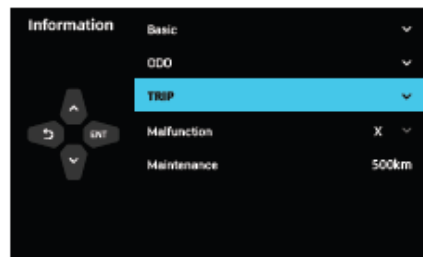 Information
Basic
ODO
TRIP
ENT
Malfunction X
Maintenance 500km